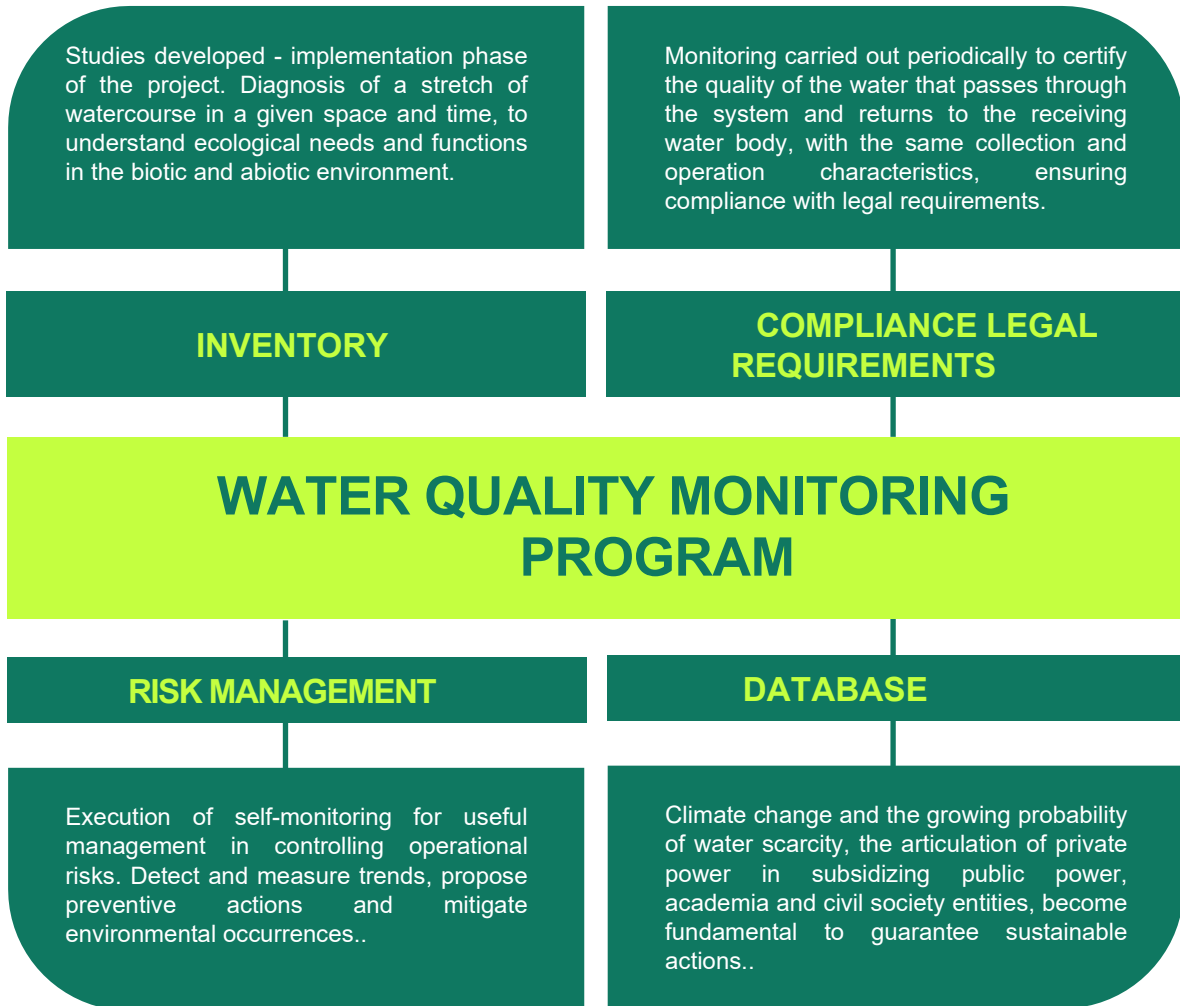 Studies developed - implementation phase
of the project. Diagnosis of a stretch of
watercourse in a given space and time, to
understand ecological needs and functions
in the biotic and abiotic environment.
Monitoring carried out periodically to certify
the quality of the water that passes through
the system and returns to the receiving
water body, with the same collection and
operation characteristics, ensuring
compliance with legal requirements.
INVENTORY
COMPLIANCE LEGAL
REQUIREMENTS
WATER QUALITY MONITORING
PROGRAM
RISK MANAGEMENT
DATABASE
Execution of self-monitoring for useful
management in controlling operational
risks. Detect and measure trends, propose
preventive actions and mitigate
environmental occurrences..
Climate change and the growing probability
of water scarcity, the articulation of private
power in subsidizing public power,
academia and civil society entities, become
fundamental to guarantee sustainable
actions..